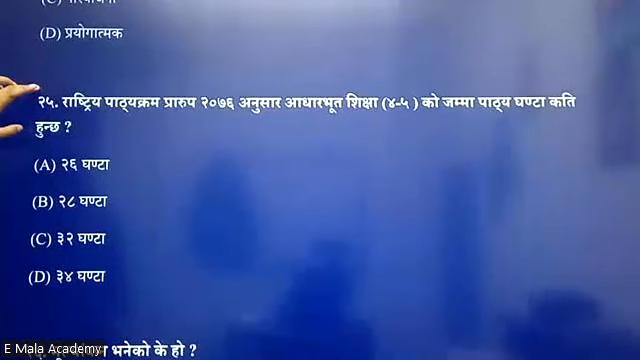 (D) प्रयोगात्मक
२५. राष्ट्रिय पाठ्यक्रम प्रारुप २०७६ अनुसार आधारभूत शिक्षा (४-५ ) को जम्मा पाठ्य घण्टा कति
हुन्छ ?
(A) २६ घण्टा
(B) २८ घण्टा
(C) ३२ घण्टा
(D) ३४ घण्टा
E Mala Academy
भनेको के हो ?